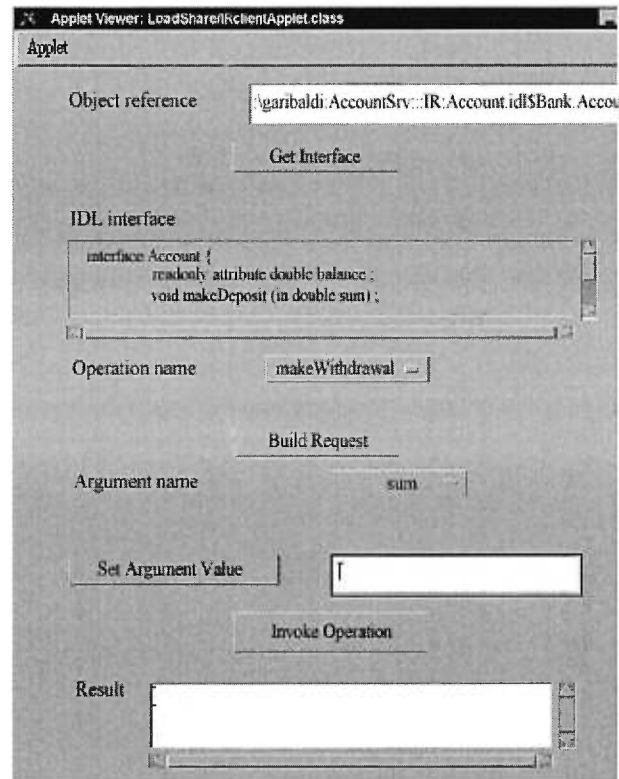 Applet Viewer: LoadShare/IRclientApplet.class
Applet
Object reference :\garibaldi:AccountSrv:::IR:Account.idl$Bank.Accou
Get Interface
IDL interface
interface Account {
readonly attribute double balance ;
void makeDeposit (in double sum) ;
Operation name makeWithdrawal
Build Request
Argument name sum
Set Argument Value
Invoke Operation
Result